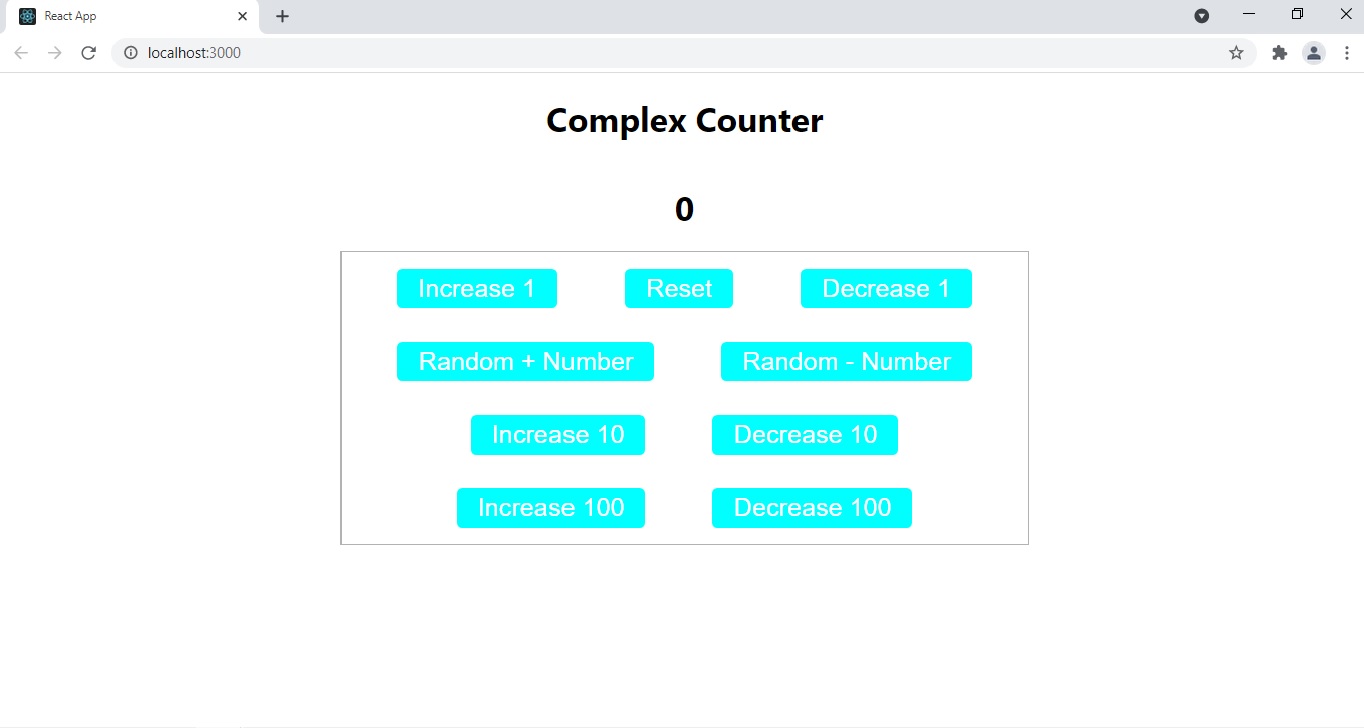 React App
localhost:3000
Complex Counter
0
Increase 1 Reset Decrease 1
Random + Number Random - Number
Increase 10 Decrease 10
Increase 100 Decrease 100